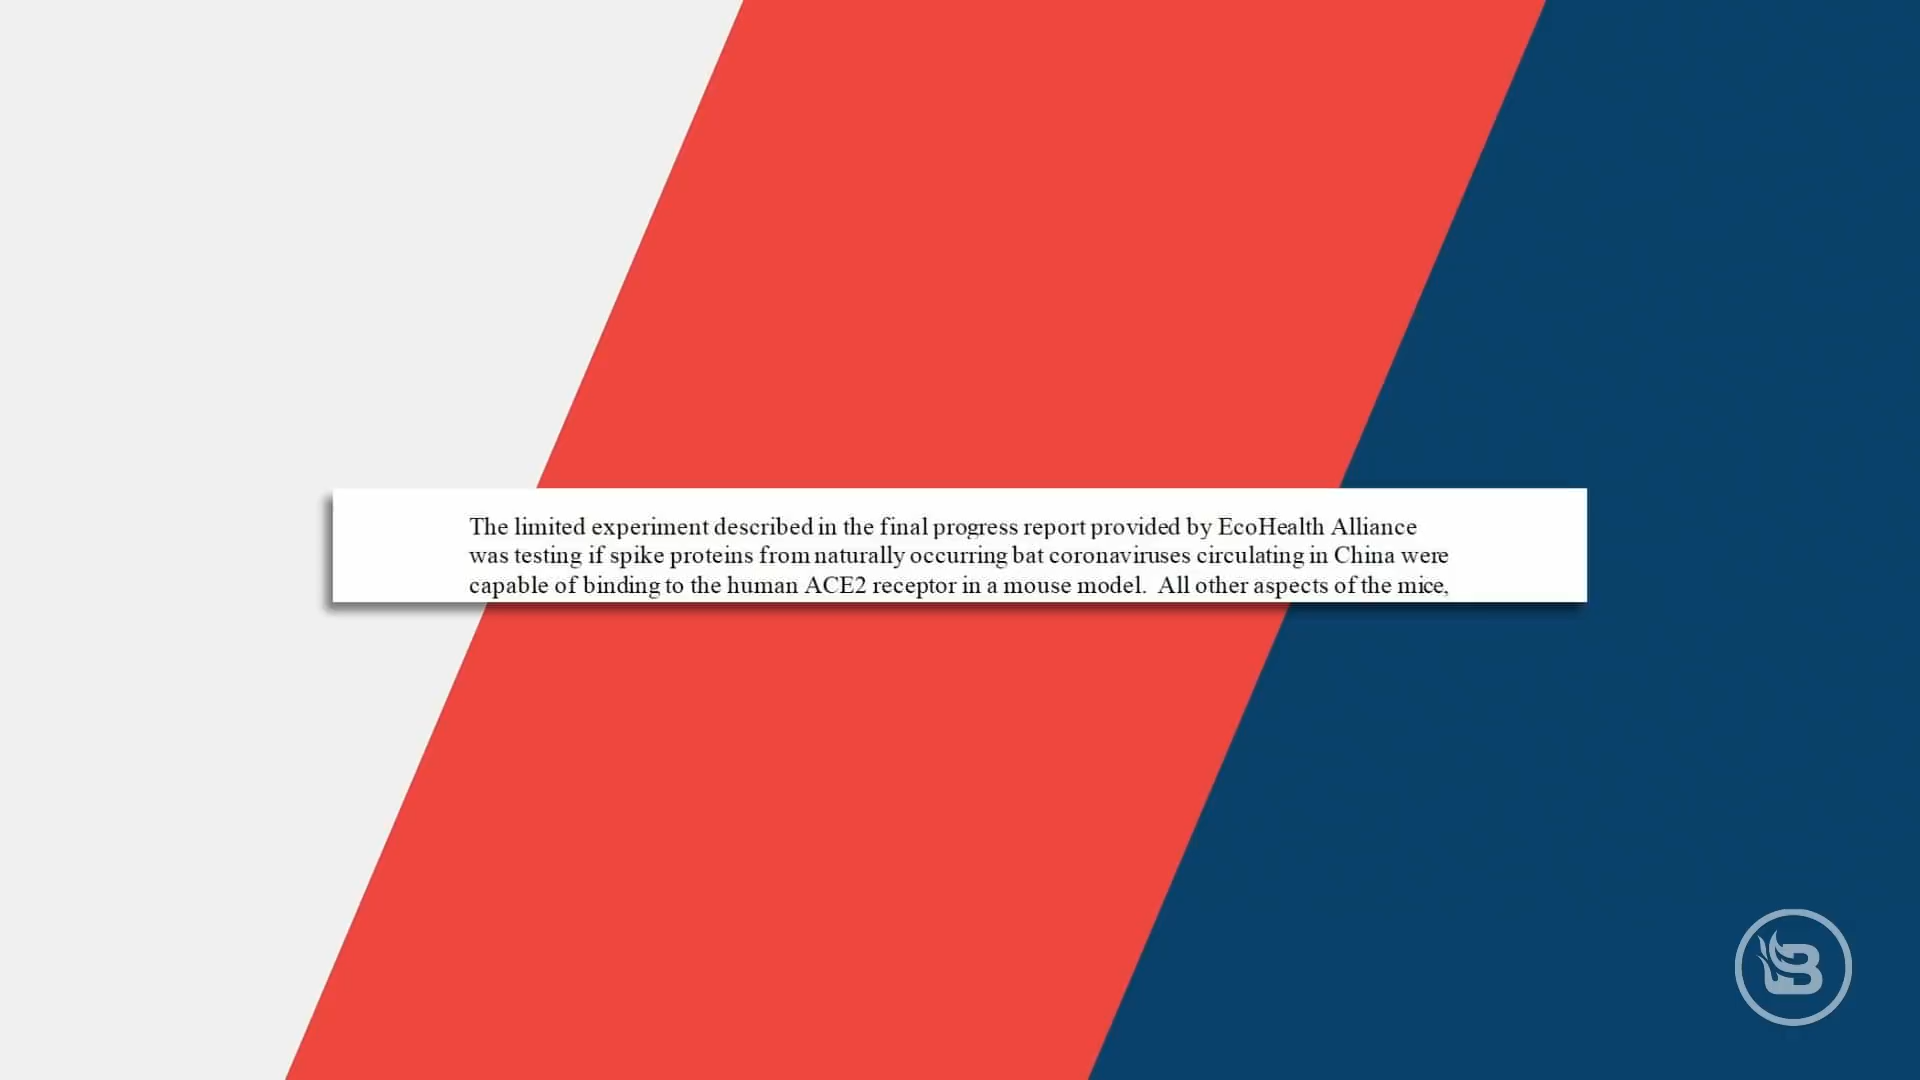 The limited experiment described in the final progress report provided by EcoHealth Alliance
was testing if spike proteins from naturally occurring bat coronaviruses circulating in China were
capable of binding to the human ACE2 receptor in a mouse model. All other aspects of the mice,
B